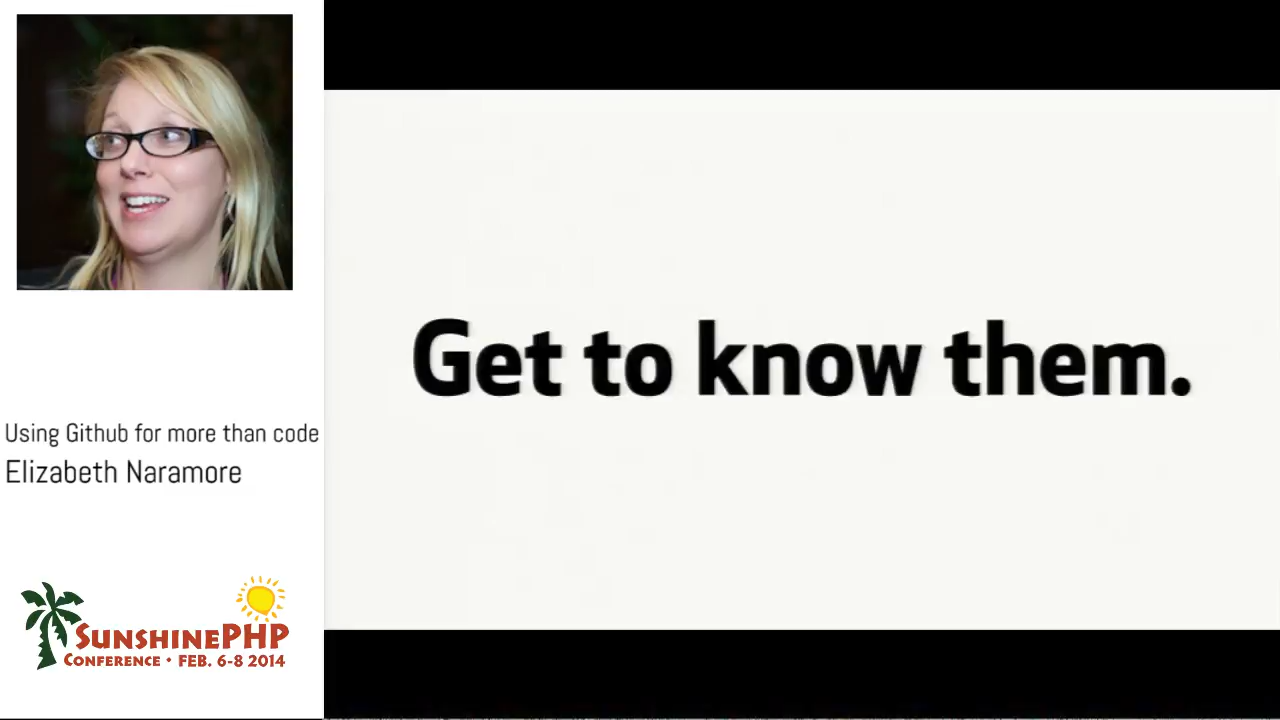 Get to know them.
Using Github for more than code
Elizabeth Naramore
SUNSHINEPHP
CONFERENCE • FEB. 6-8 2014